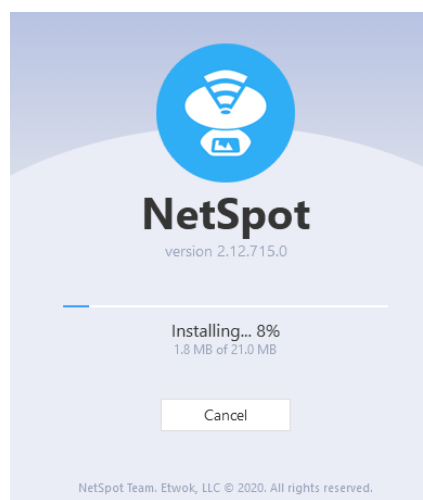 NetSpot
version 2.12.715.0
Installing... 8%
1.8 MB of 21.0 MB
Cancel
NetSpot Team. Etwok, LLC © 2020. All rights reserved.